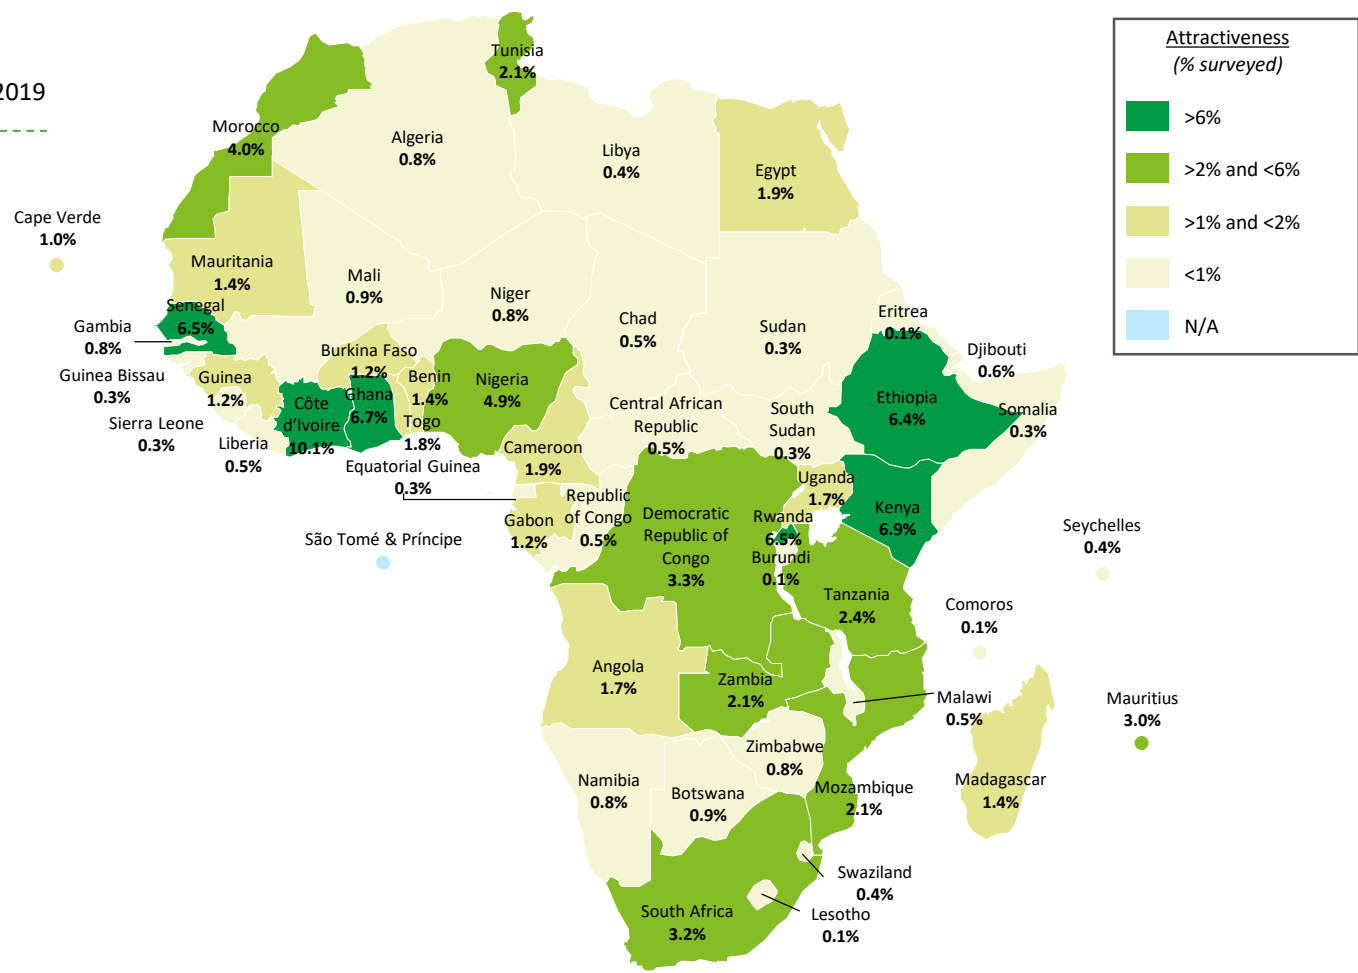 2019
Attractiveness
(% surveyed)
>6%
>2% and <6%
>1% and <2%
<1%
N/A
Tunisia
2.1%
Morocco
4.0%
Algeria
0.8%
Libya
0.4%
Egypt
1.9%
Cape Verde
1.0%
Mauritania
1.4%
Mali
0.9%
Niger
0.8%
Chad
0.5%
Sudan
0.3%
Eritrea
0.1%
Djibouti
0.6%
Senegal
6.5%
Gambia
0.8%
Guinea Bissau
0.3%
Guinea
1.2%
Sierra Leone
0.3%
Liberia
0.5%
Côte
d’Ivoire
10.1%
Burkina Faso
1.2%
Ghana
6.7%
Benin
1.4%
Togo
1.8%
Nigeria
4.9%
Cameroon
1.9%
Central African
Republic
0.5%
South
Sudan
0.3%
Ethiopia
6.4%
Somalia
0.3%
Equatorial Guinea
0.3%
Gabon
1.2%
Republic
of Congo
0.5%
Democratic
Republic of
Congo
3.3%
Uganda
1.7%
Rwanda
6.5%
Burundi
0.1%
Kenya
6.9%
São Tomé & Príncipe
Seychelles
0.4%
Tanzania
2.4%
Comoros
0.1%
Angola
1.7%
Zambia
2.1%
Malawi
0.5%
Mauritius
3.0%
Zimbabwe
0.8%
Mozambique
2.1%
Madagascar
1.4%
Namibia
0.8%
Botswana
0.9%
Swaziland
0.4%
South Africa
3.2%
Lesotho
0.1%